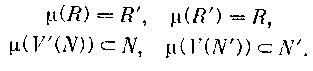 μ(R) = R′, μ(R′) = R,
μ(V′(N)) ⊂ N, μ(V(N′)) ⊂ N′.